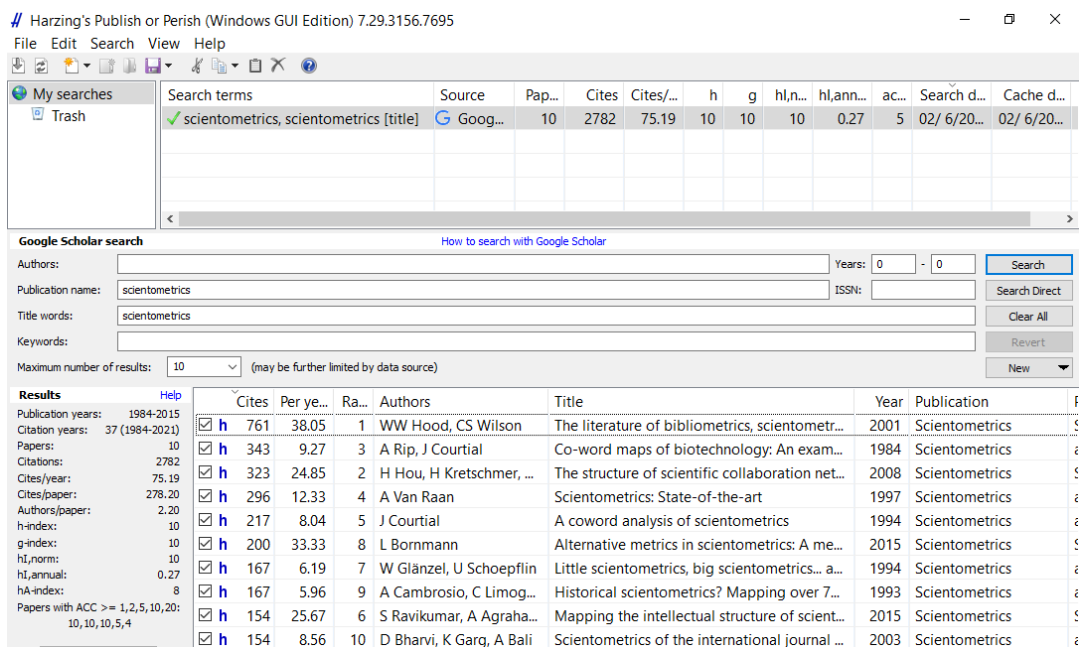 Harzing's Publish or Perish (Windows GUI Edition) 7.29.3156.7695
File Edit Search View Help
My searches
Trash
Search terms Source Pap... Cites Cites/... h g hI,n... hI,ann... ac... Search d... Cache d...
scientometrics, scientometrics [title] G Goog... 10 2782 75.19 10 10 10 0.27 5 02/ 6/20... 02/ 6/20...
Google Scholar search How to search with Google Scholar
Authors: Years: 0 - 0 Search
Publication name: scientometrics ISSN: Search Direct
Title words: scientometrics Clear All
Keywords: Revert
Maximum number of results: 10 (may be further limited by data source) New
Results Help
Publication years: 1984-2015
Citation years: 37 (1984-2021)
Papers: 10
Citations: 2782
Cites/year: 75.19
Cites/paper: 278.20
Authors/paper: 2.20
h-index: 10
g-index: 10
hI,norm: 10
hI,annual: 0.27
hA-index: 8
Papers with ACC >= 1,2,5,10,20:
10,10,10,5,4
Cites Per ye... Ra... Authors Title Year Publication
h 761 38.05 1 WW Hood, CS Wilson The literature of bibliometrics, scientometr... 2001 Scientometrics
h 343 9.27 3 A Rip, J Courtial Co-word maps of biotechnology: An exam... 1984 Scientometrics
h 323 24.85 2 H Hou, H Kretschmer, ... The structure of scientific collaboration net... 2008 Scientometrics
h 296 12.33 4 A Van Raan Scientometrics: State-of-the-art 1997 Scientometrics
h 217 8.04 5 J Courtial A coword analysis of scientometrics 1994 Scientometrics
h 200 33.33 8 L Bornmann Alternative metrics in scientometrics: A me... 2015 Scientometrics
h 167 6.19 7 W Glänzel, U Schoepflin Little scientometrics, big scientometrics... a... 1994 Scientometrics
h 167 5.96 9 A Cambrosio, C Limog... Historical scientometrics? Mapping over 7... 1993 Scientometrics
h 154 25.67 6 S Ravikumar, A Agraha... Mapping the intellectual structure of scient... 2015 Scientometrics
h 154 8.56 10 D Bharvi, K Garg, A Bali Scientometrics of the international journal ... 2003 Scientometrics